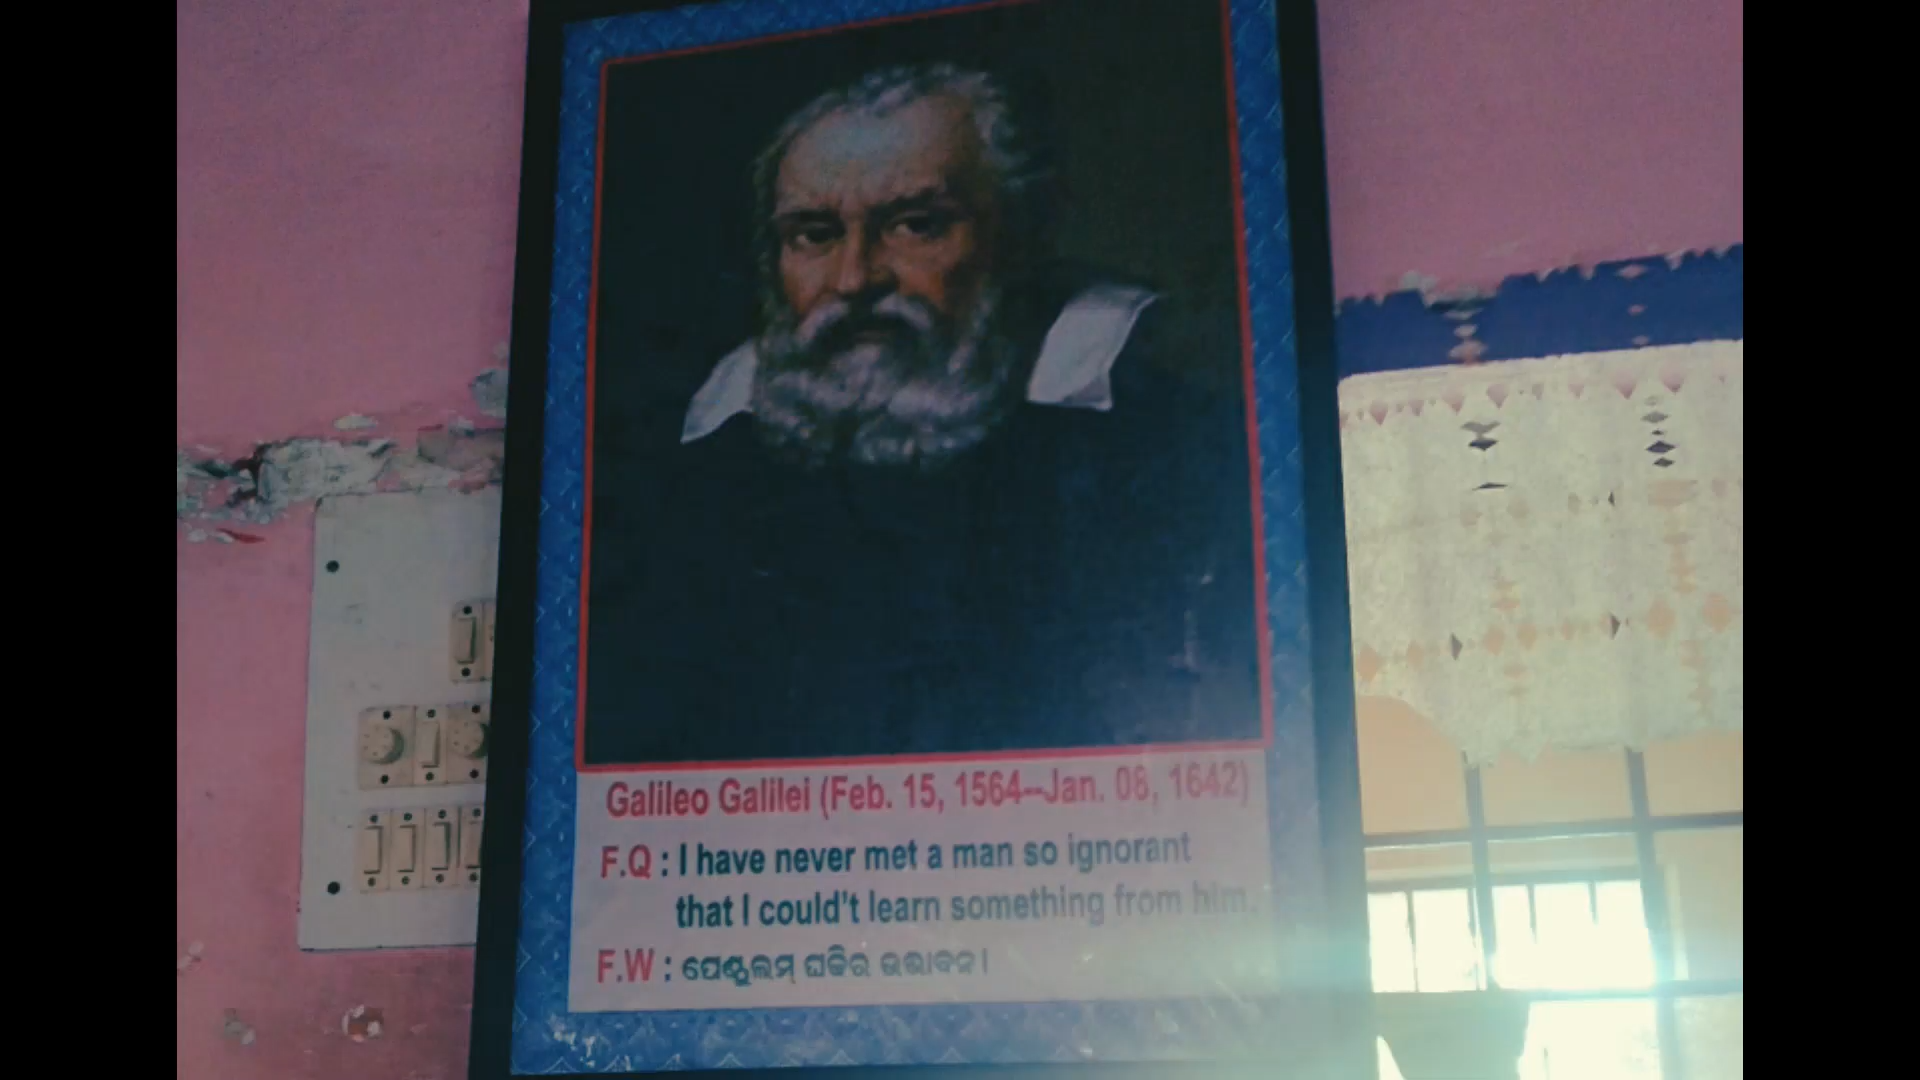 Galileo Galilei (Feb. 15, 1564–Jan. 08, 1642)
F.Q : I have never met a man so ignorant
that I could't learn something from him.
F.W : ପେଣ୍ଡୁଲମ୍ ଘଡିର ଉଦ୍ଭାବନ।